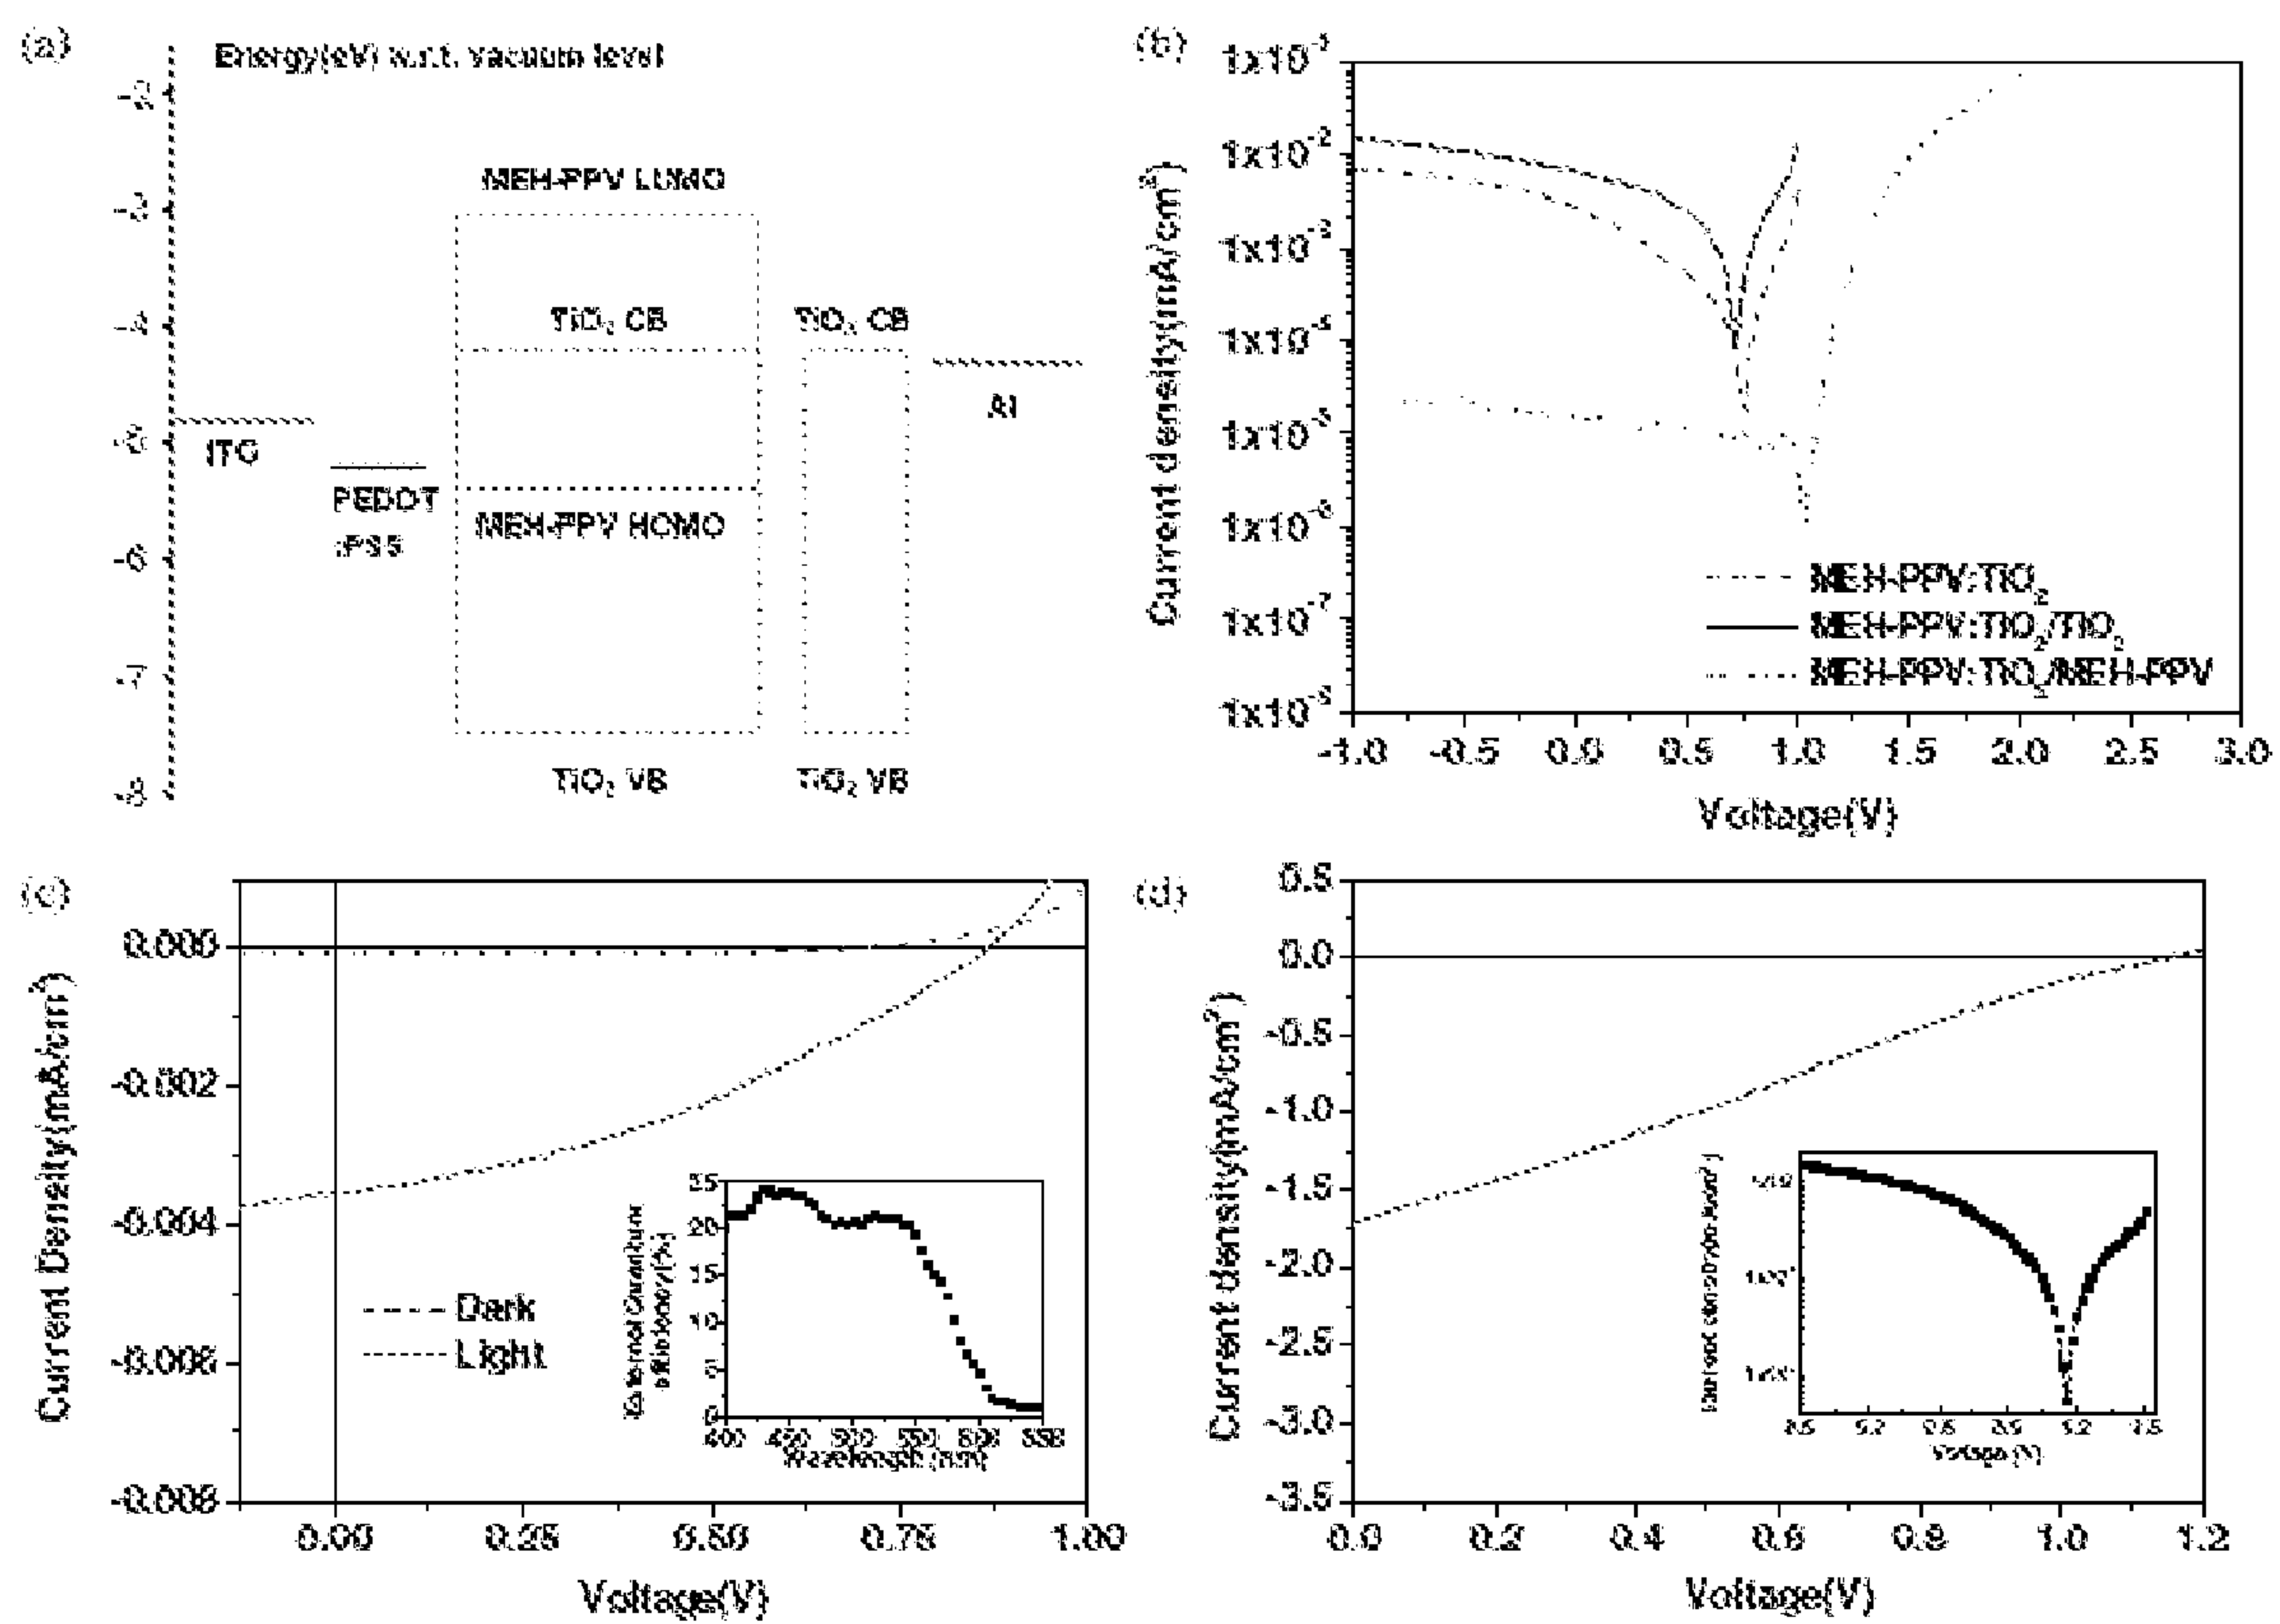 (a)
Energy(eV) w.r.t. vacuum level
-2
-3
-4
-5
-6
-7
-8
MEH-PPV LUMO
TiO₂ CB
TiO₂ CB
Al
ITO
PEDOT
:PSS
MEH-PPV HOMO
TiO₂ VB
TiO₂ VB
(b)
Current density(mA/cm²)
1x10⁻²
1x10⁻³
1x10⁻⁵
1x10⁻⁶
1x10⁻⁷
MEH-PPV:TiO₂
MEH-PPV:TiO₂/TiO₂
MEH-PPV:TiO₂/MEH-PPV
-1.0 -0.5 0.0 0.5 1.0 1.5 2.0 2.5 3.0
Voltage(V)
(c)
Current Density(mA/cm²)
0.000
-0.002
-0.004
-0.006
-0.008
Dark
Light
External Quantum
efficiency(%)
25
20
15
10
5
0
Wavelength (nm)
0.00 0.25 0.50 0.75 1.00
Voltage(V)
(d)
Current density(mA/cm²)
0.5
0.0
-0.5
-1.0
-1.5
-2.0
-2.5
-3.0
-3.5
Voltage (V)
0.0 0.2 0.4 0.6 0.8 1.0 1.2
Voltage(V)